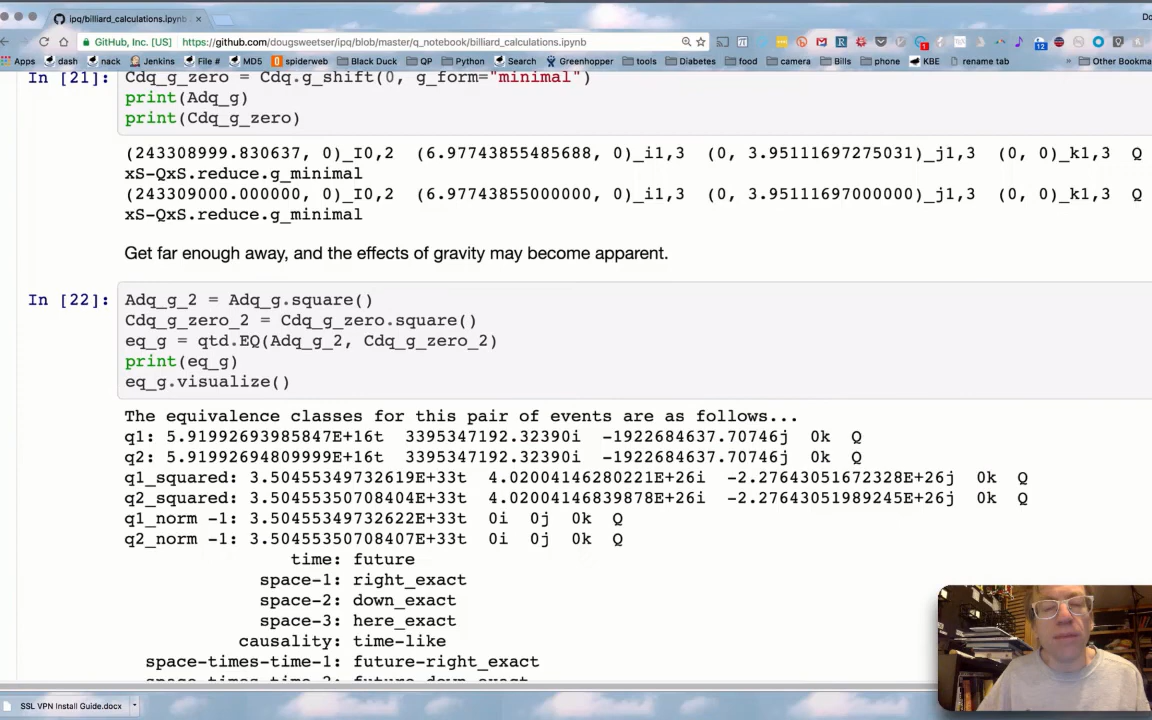 Do
ipq/billiard_calculations.ipynb
GitHub, Inc. [US] https://github.com/dougsweetser/ipq/blob/master/q_notebook/billiard_calculations.ipynb
Apps dash nack Jenkins File # MD5 spiderweb Black Duck QP Python Search Greenhopper tools Diabetes food camera Bills phone KBE rename tab » Other Bookma
In [21]: Cdq_g_zero = Cdq.g_shift(0, g_form="minimal")
print(Adq_g)
print(Cdq_g_zero)
(243308999.830637, 0)_I0,2 (6.97743855485688, 0)_i1,3 (0, 3.95111697275031)_j1,3 (0, 0)_k1,3 Q
xS-QxS.reduce.g_minimal
(243309000.000000, 0)_I0,2 (6.97743855000000, 0)_i1,3 (0, 3.95111697000000)_j1,3 (0, 0)_k1,3 Q
xS-QxS.reduce.g_minimal
Get far enough away, and the effects of gravity may become apparent.
In [22]: Adq_g_2 = Adq_g.square()
Cdq_g_zero_2 = Cdq_g_zero.square()
eq_g = qtd.EQ(Adq_g_2, Cdq_g_zero_2)
print(eq_g)
eq_g.visualize()
The equivalence classes for this pair of events are as follows...
q1: 5.91992693985847E+16t 3395347192.32390i -1922684637.70746j 0k Q
q2: 5.91992694809999E+16t 3395347192.32390i -1922684637.70746j 0k Q
q1_squared: 3.50455349732619E+33t 4.02004146280221E+26i -2.27643051672328E+26j 0k Q
q2_squared: 3.50455350708404E+33t 4.02004146839878E+26i -2.27643051989245E+26j 0k Q
q1_norm -1: 3.50455349732622E+33t 0i 0j 0k Q
q2_norm -1: 3.50455350708407E+33t 0i 0j 0k Q
time: future
space-1: right_exact
space-2: down_exact
space-3: here_exact
causality: time-like
space-times-time-1: future-right_exact
space-times-time-2: future-down_exact
SSL VPN Install Guide.docx